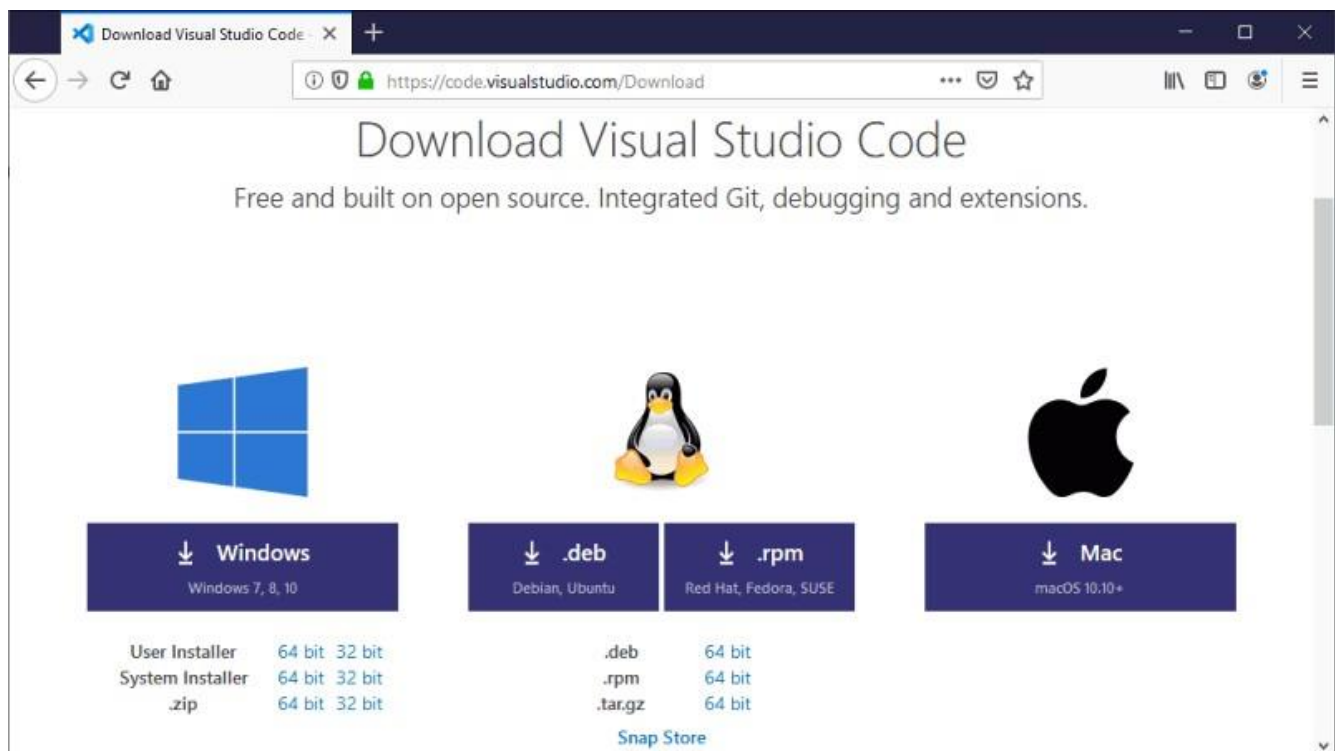 Download Visual Studio Code -
https://code.visualstudio.com/Download
Download Visual Studio Code
Free and built on open source. Integrated Git, debugging and extensions.
Windows
Windows 7, 8, 10
.deb
Debian, Ubuntu
.rpm
Red Hat, Fedora, SUSE
Mac
macOS 10.10+
User Installer 64 bit 32 bit
System Installer 64 bit 32 bit
.zip 64 bit 32 bit
.deb 64 bit
.rpm 64 bit
.tar.gz 64 bit
Snap Store